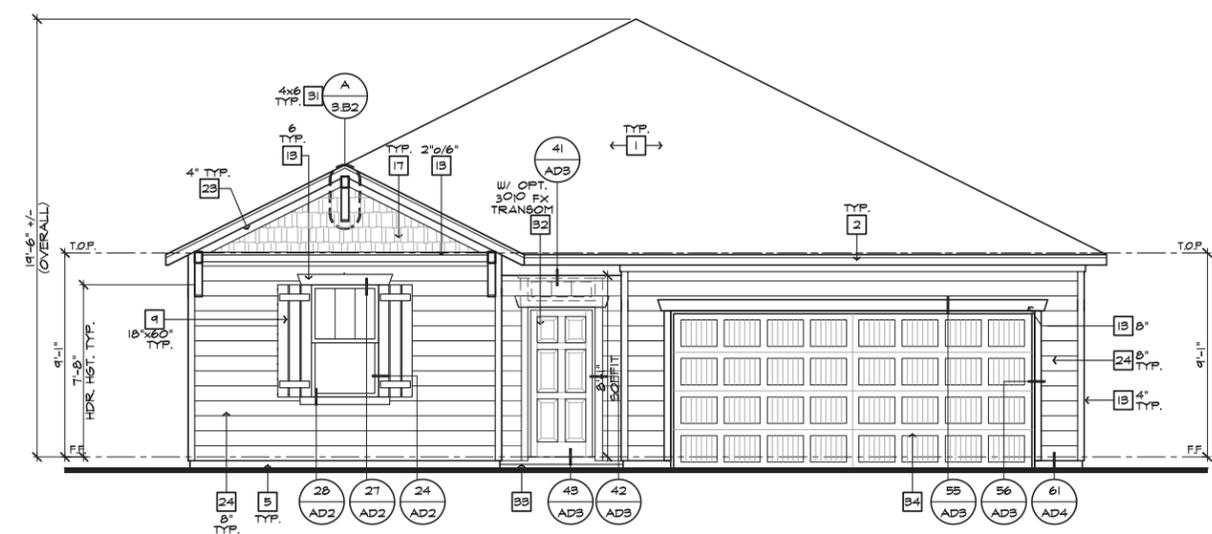 A
3.B2
4x6
TYP.
31
6
TYP.
13
TYP.
17
2"o/6"
13
41
AD3
TYP.
1
4" TYP.
23
W/ OPT.
3010 FX
TRANSOM
32
TYP.
2
19'-6" +/-
(OVERALL)
T.O.P.
T.O.P.
9
18"x60"
TYP.
13 8"
24 8"
TYP.
13 4"
TYP.
9'-1"
7'-8"
HDR. HGT. TYP.
8'-1"
SOFFIT
9'-1"
F.F.
F.F.
24
8"
TYP.
5
TYP.
28
AD2
27
AD2
24
AD2
33
43
AD3
42
AD3
34
55
AD3
56
AD3
61
AD4